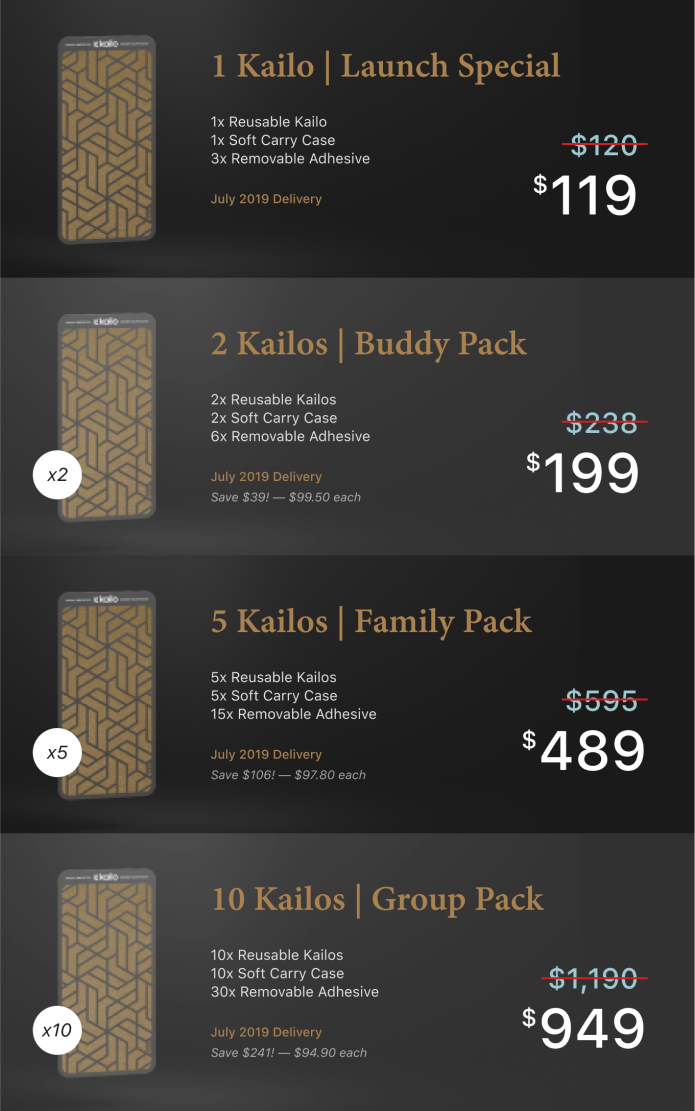 kailo
1 Kailo | Launch Special
1x Reusable Kailo
1x Soft Carry Case
3x Removable Adhesive
$120
$119
July 2019 Delivery
kailo
2 Kailos | Buddy Pack
2x Reusable Kailos
2x Soft Carry Case
6x Removable Adhesive
$238
$199
x2
July 2019 Delivery
Save $39! — $99.50 each
kailo
5 Kailos | Family Pack
5x Reusable Kailos
5x Soft Carry Case
15x Removable Adhesive
$595
$489
x5
July 2019 Delivery
Save $106! — $97.80 each
kailo
10 Kailos | Group Pack
10x Reusable Kailos
10x Soft Carry Case
30x Removable Adhesive
$1,190
$949
x10
July 2019 Delivery
Save $241! — $94.90 each